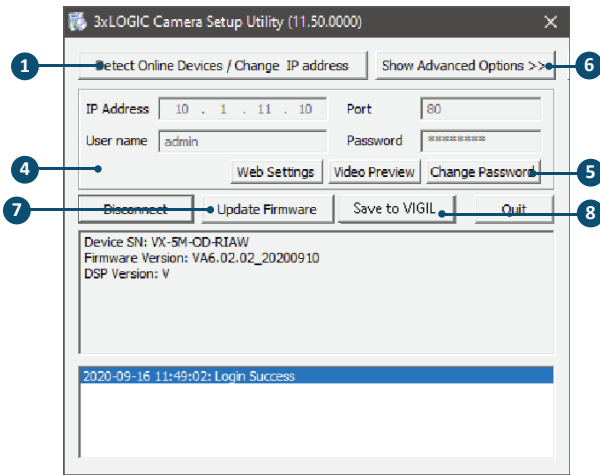 3xLOGIC Camera Setup Utility (11.50.0000)
1 Detect Online Devices / Change IP address Show Advanced Options >> 6
IP Address 10 . 1 . 11 . 10 Port 80
User name admin Password ********
4 Web Settings Video Preview Change Password 5
7 Disconnect Update Firmware Save to VIGIL Quit 8
Device SN: VX-5M-OD-RIAW
Firmware Version: VA6.02.02_20200910
DSP Version: V
2020-09-16 11:49:02: Login Success